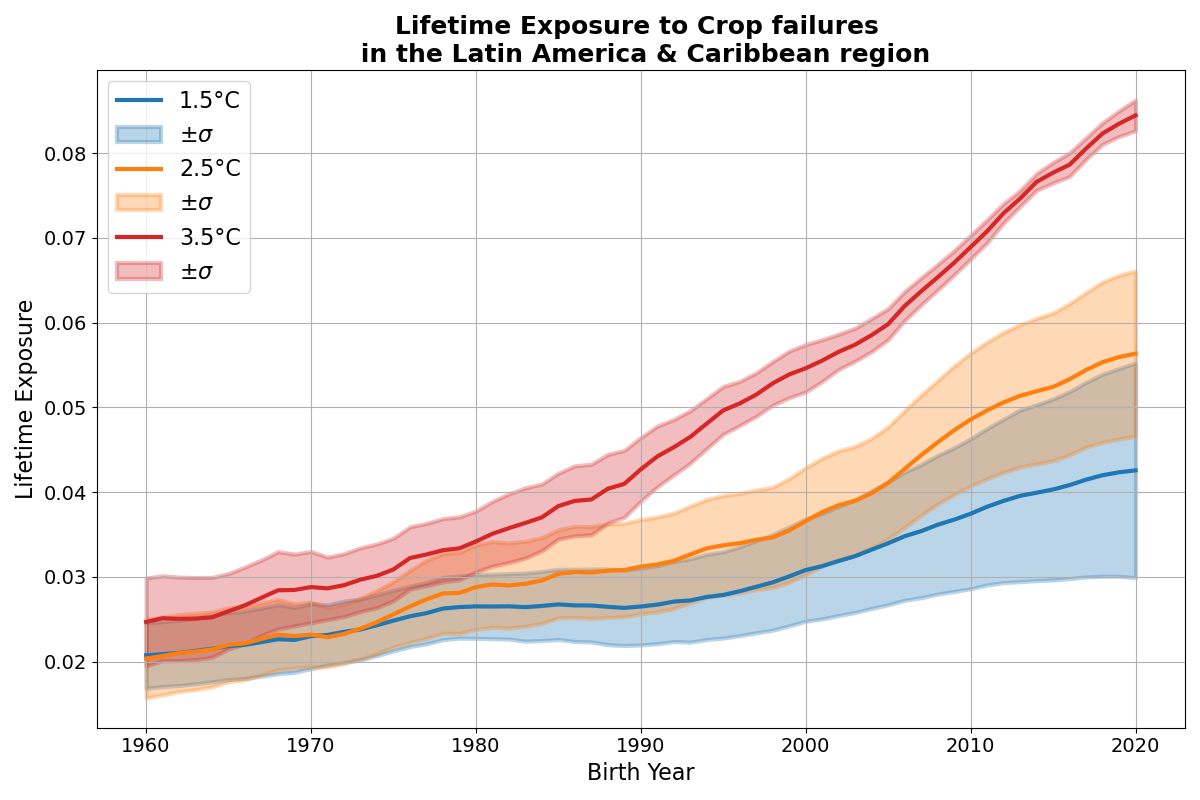 Lifetime Exposure to Crop failures
in the Latin America & Caribbean region
1.5°C
±σ
2.5°C
±σ
3.5°C
±σ
Lifetime Exposure
0.08
0.07
0.06
0.05
0.04
0.03
0.02
1960 1970 1980 1990 2000 2010 2020
Birth Year